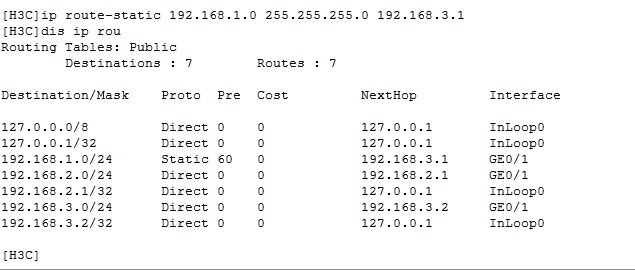 [H3C]ip route-static 192.168.1.0 255.255.255.0 192.168.3.1
[H3C]dis ip rou
Routing Tables: Public
        Destinations : 7        Routes : 7

Destination/Mask    Proto  Pre  Cost         NextHop         Interface

127.0.0.0/8         Direct 0    0            127.0.0.1       InLoop0
127.0.0.1/32        Direct 0    0            127.0.0.1       InLoop0
192.168.1.0/24      Static 60   0            192.168.3.1     GE0/1
192.168.2.0/24      Direct 0    0            192.168.2.1     GE0/1
192.168.2.1/32      Direct 0    0            127.0.0.1       InLoop0
192.168.3.0/24      Direct 0    0            192.168.3.2     GE0/1
192.168.3.2/32      Direct 0    0            127.0.0.1       InLoop0

[H3C]